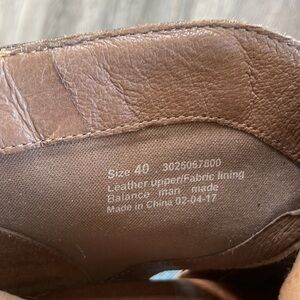 Size 40 3025067800
Leather upper/Fabric lining
Balance man made
Made in China 02-04-17